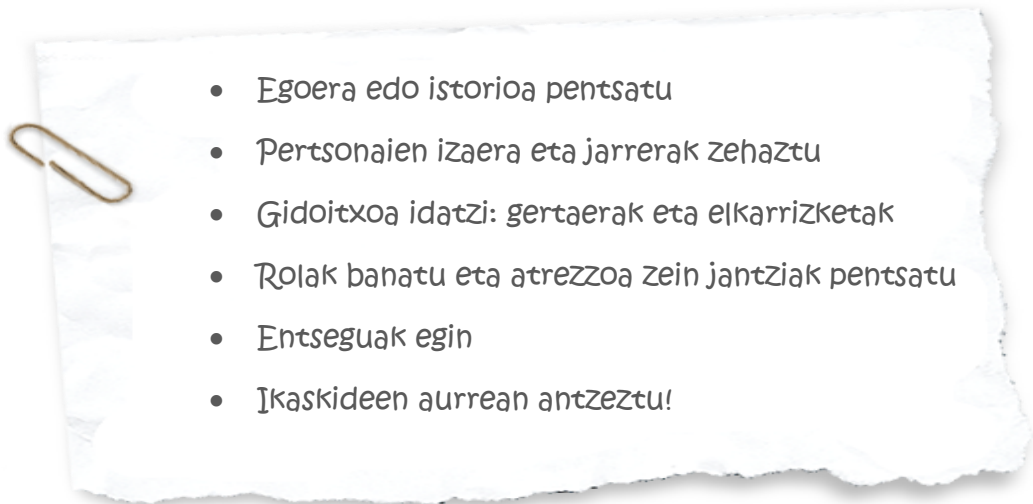 • Egoera edo istorioa pentsatu
• Pertsonaien izaera eta jarrerak zehaztu
• Gidoitxoa idatzi: gertaerak eta elkarrizketak
• Rolak banatu eta atrezzoa zein jantziak pentsatu
• Entseguak egin
• Ikaskideen aurrean antzeztu!